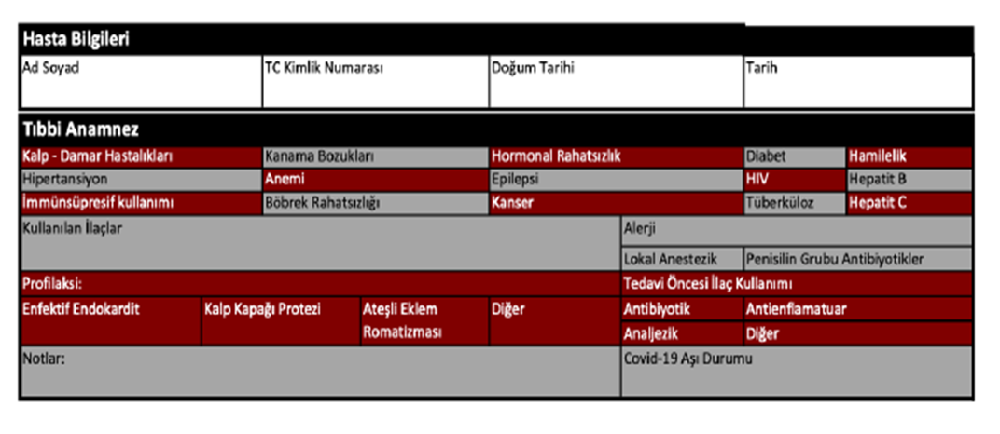 Hasta Bilgileri
Ad Soyad TC Kimlik Numarası Doğum Tarihi Tarih
Tıbbi Anamnez
Kalp - Damar Hastalıkları Kanama Bozukları Hormonal Rahatsızlık Diabet Hamilelik
Hipertansiyon Anemi Epilepsi HIV Hepatit B
İmmünsüpresif kullanımı Böbrek Rahatsızlığı Kanser Tüberküloz Hepatit C
Kullanılan İlaçlar Alerji
Lokal Anestezik Penisilin Grubu Antibiyotikler
Profilaksi: Tedavi Öncesi İlaç Kullanımı
Enfektif Endokardit Kalp Kapağı Protezi Ateşli Eklem Diğer Antibiyotik Antienflamatuar
Romatizması Analjezik Diğer
Notlar: Covid-19 Aşı Durumu